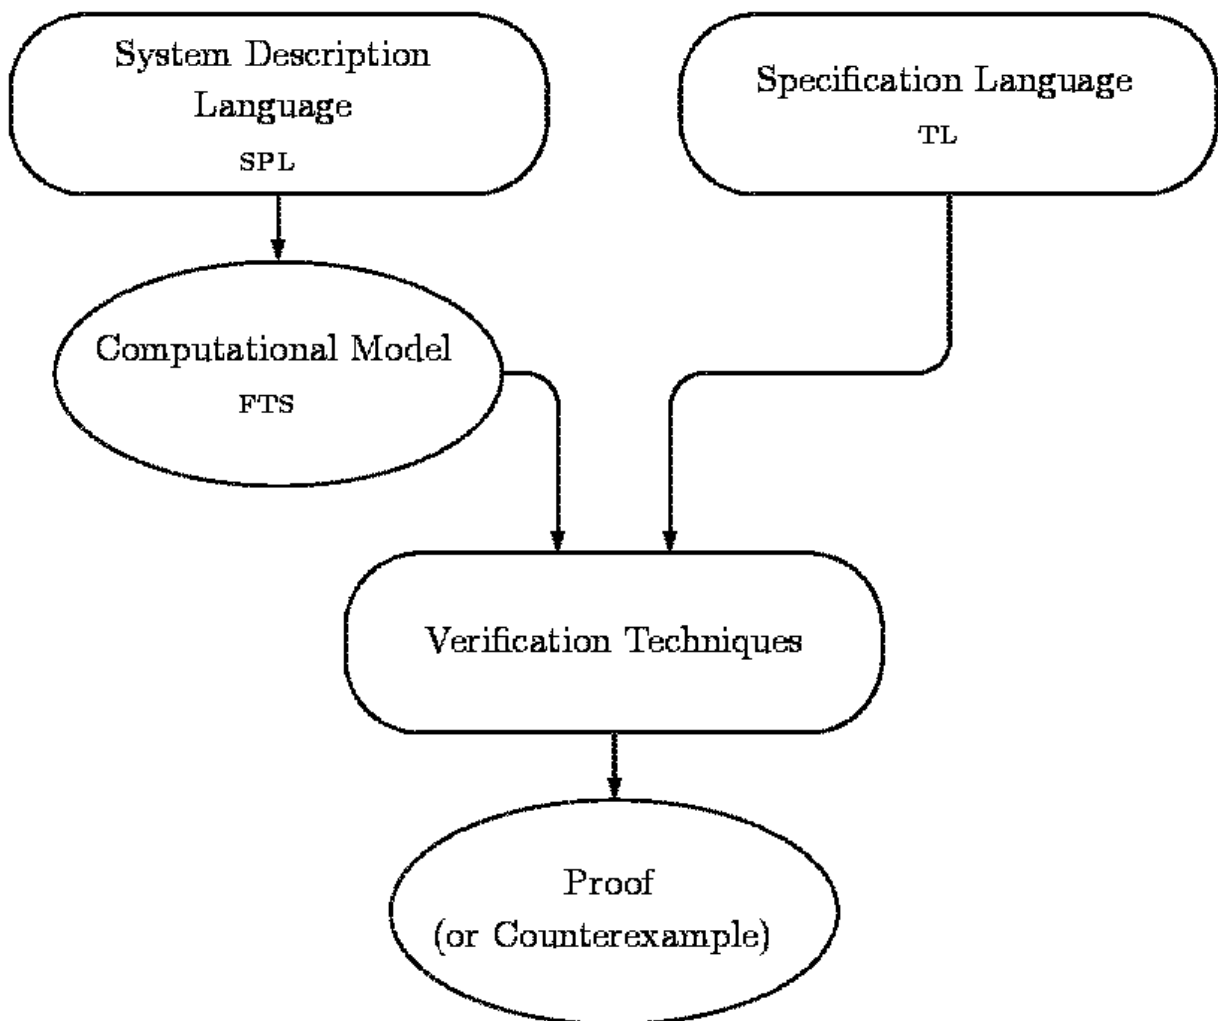 System Description
Language
SPL
Specification Language
TL
Computational Model
FTS
Verification Techniques
Proof
(or Counterexample)